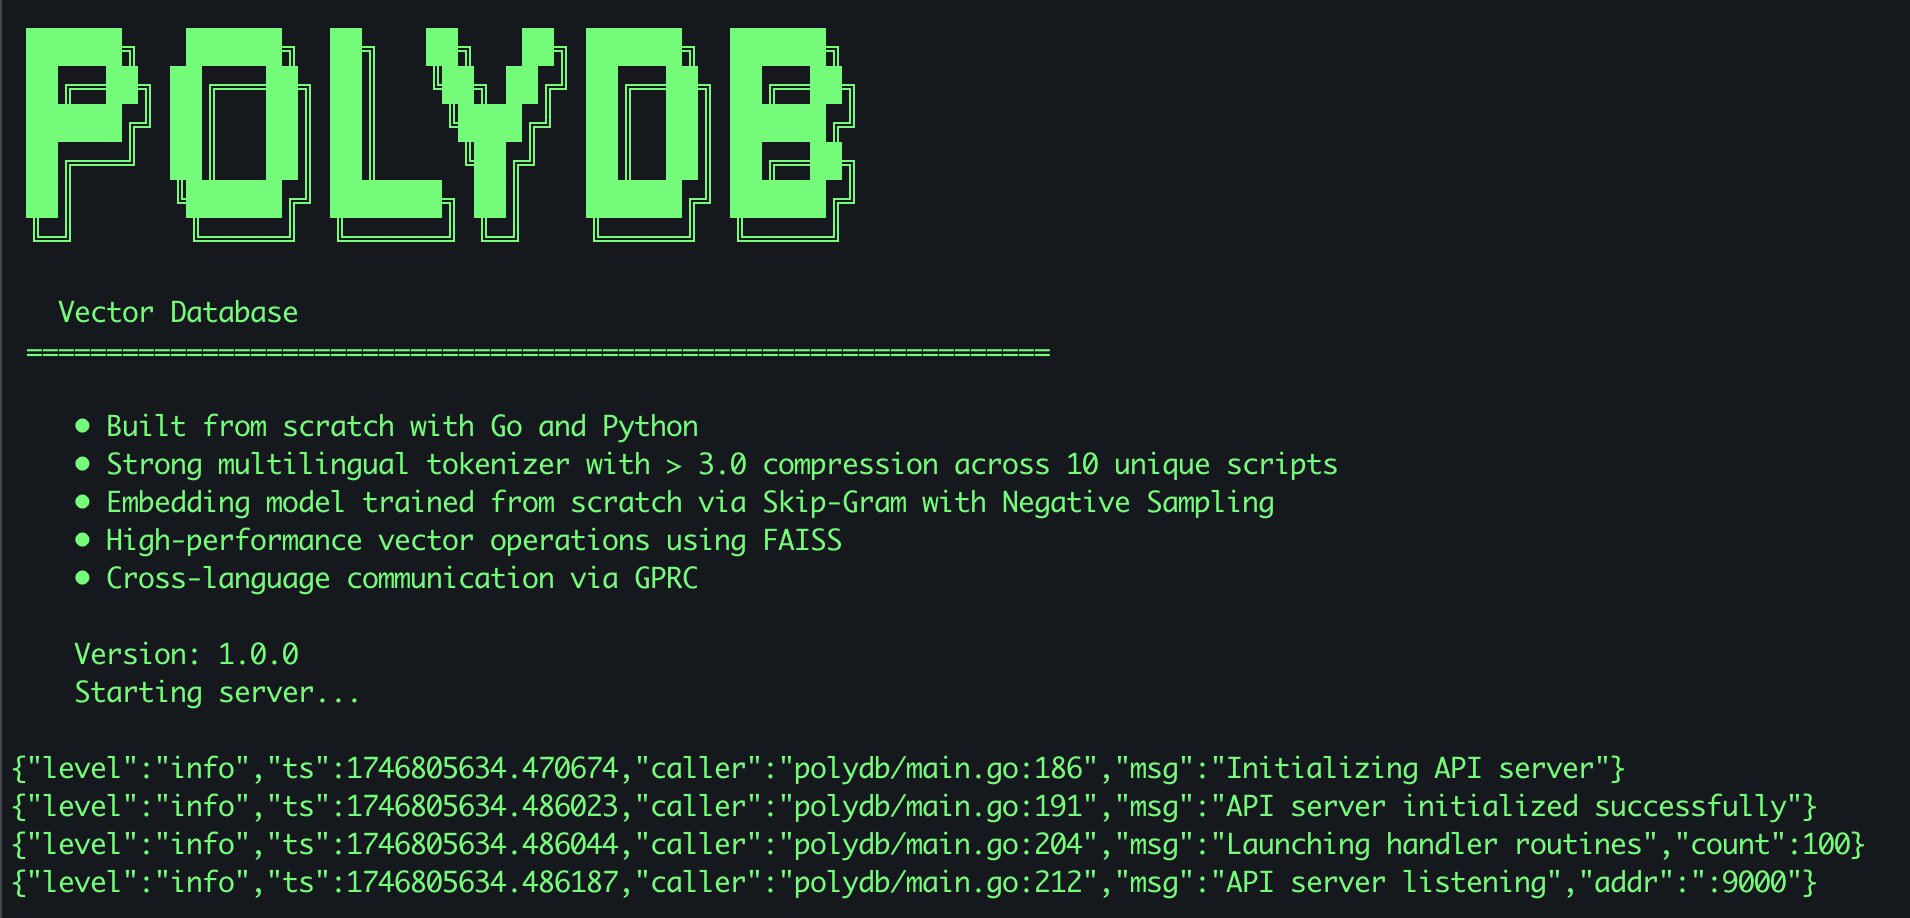 POLYDB
Vector Database
================================================================
● Built from scratch with Go and Python
● Strong multilingual tokenizer with > 3.0 compression across 10 unique scripts
● Embedding model trained from scratch via Skip-Gram with Negative Sampling
● High-performance vector operations using FAISS
● Cross-language communication via GPRC
Version: 1.0.0
Starting server...
{"level":"info","ts":1746805634.470674,"caller":"polydb/main.go:186","msg":"Initializing API server"}
{"level":"info","ts":1746805634.486023,"caller":"polydb/main.go:191","msg":"API server initialized successfully"}
{"level":"info","ts":1746805634.486044,"caller":"polydb/main.go:204","msg":"Launching handler routines","count":100}
{"level":"info","ts":1746805634.486187,"caller":"polydb/main.go:212","msg":"API server listening","addr":":9000"}